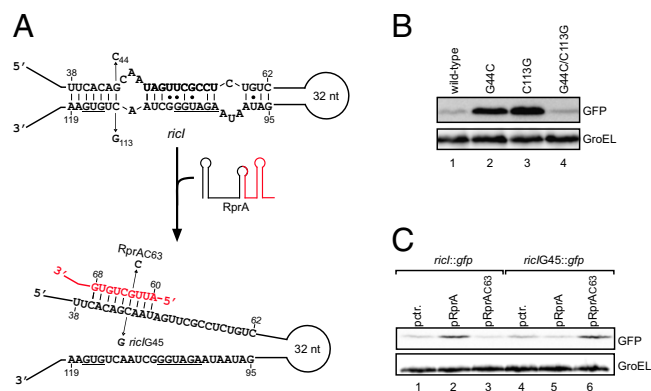 A
C44
5′ 38 UUCACAG CAA UAGUUCGCCU C UGUC 62
32 nt
3′ 119 AAGUGUC 95
G113
ricI
RprA
RprAC63
C
3′ 68 GUGUCGUUA 60 -5′
5′ 38 UUCACAGCAAUAGUUCGCCUCUGUC 62
G ricIG45
32 nt
3′ 119 AAGUGUCAAUCGGGUAGAAUAAUAG 95
B
wild-type G44C C113G G44C/C113G
GFP
GroEL
1 2 3 4
C
ricI::gfp ricIG45::gfp
pctr. pRprA pRprAC63 pctr. pRprA pRprAC63
GFP
GroEL
1 2 3 4 5 6